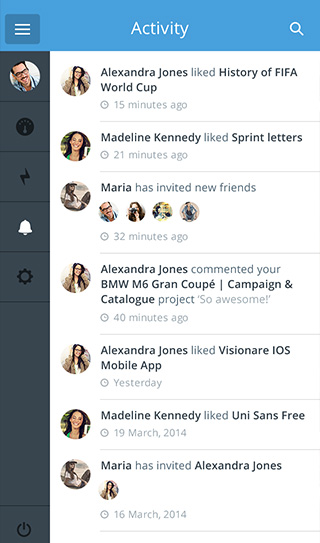 Activity
Alexandra Jones liked History of FIFA
World Cup
15 minutes ago
Madeline Kennedy liked Sprint letters
21 minutes ago
Maria has invited new friends
32 minutes ago
Alexandra Jones commented your
BMW M6 Gran Coupé | Campaign &
Catalogue project ‘So awesome!’
40 minutes ago
Alexandra Jones liked Visionare IOS
Mobile App
Yesterday
Madeline Kennedy liked Uni Sans Free
19 March, 2014
Maria has invited Alexandra Jones
16 March, 2014